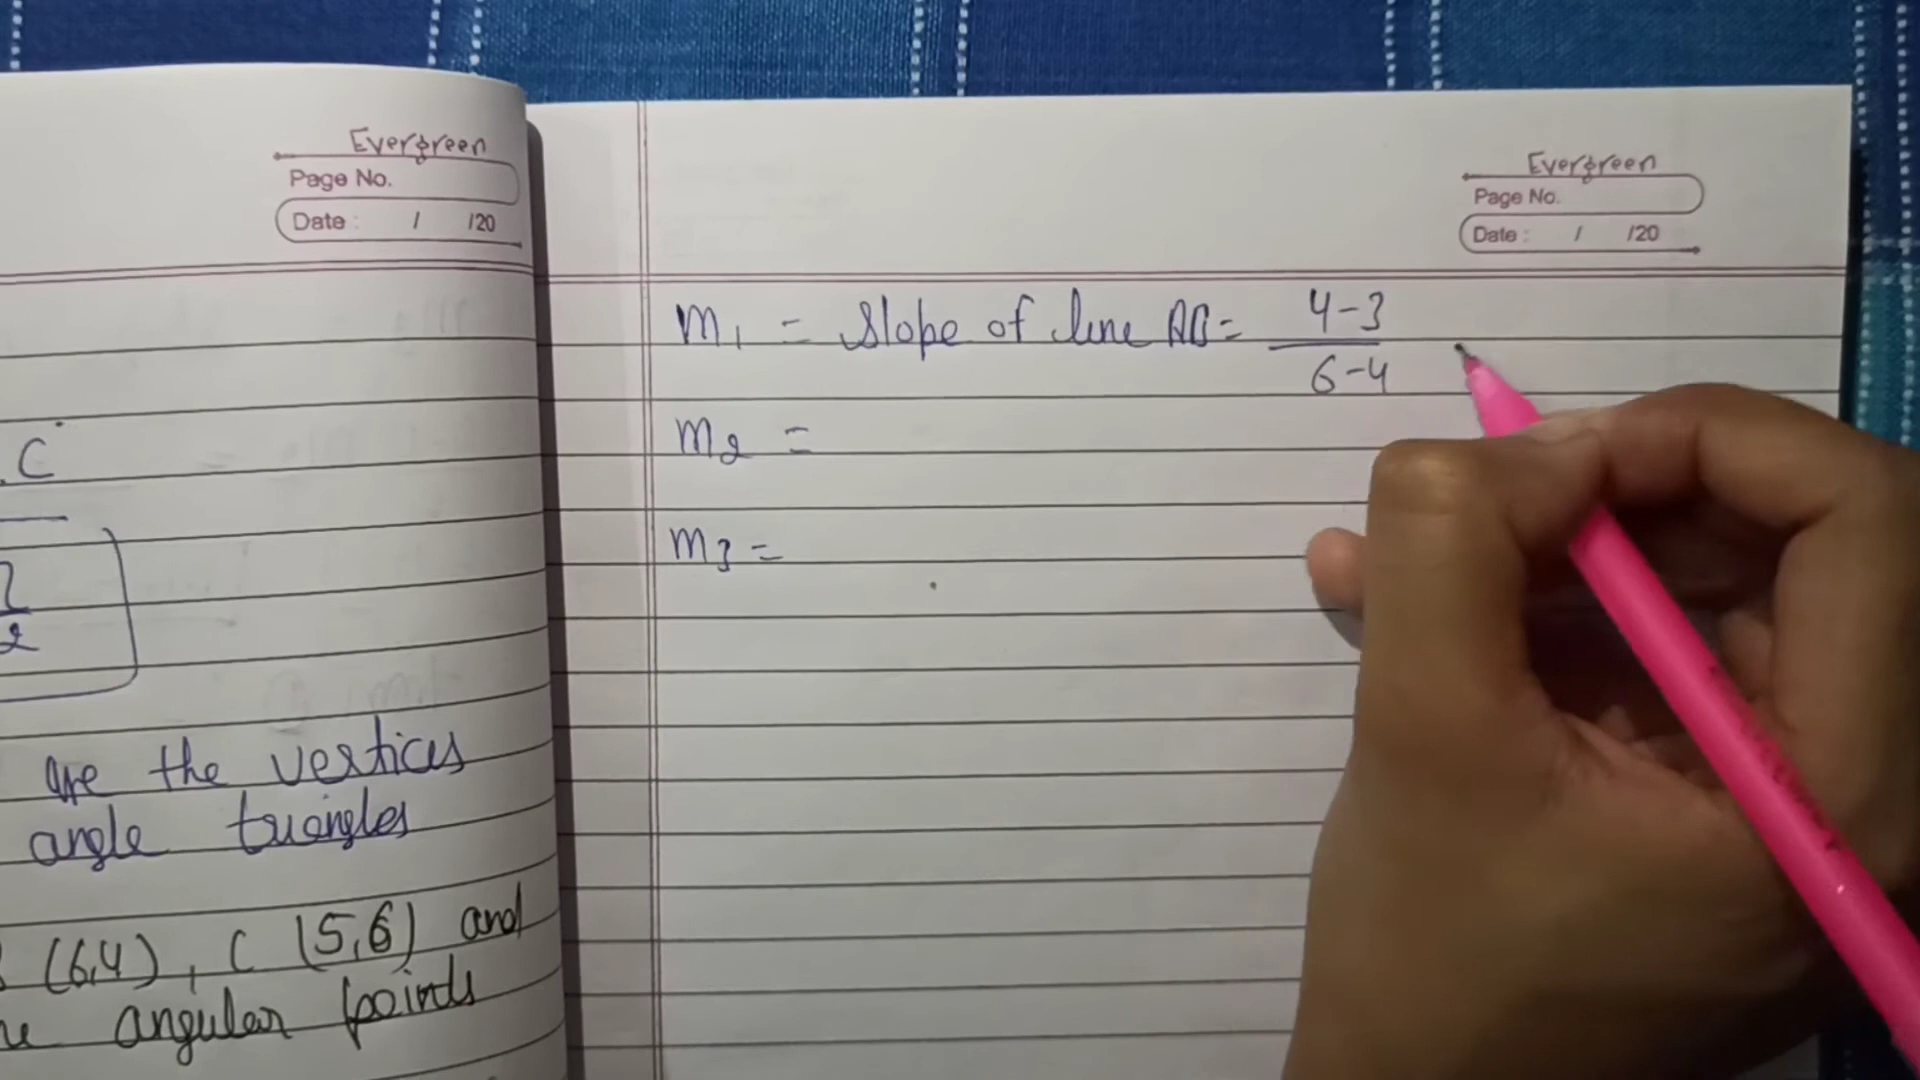 Evergreen
Page No.
Date : / /20
. C
2
are the vertices
angle triangles
(6,4), C (5,6) and
angular points
Evergreen
Page No.
Date : / /20
m1 = Slope of line AB = 4-3
6-4
m2 =
m3 =